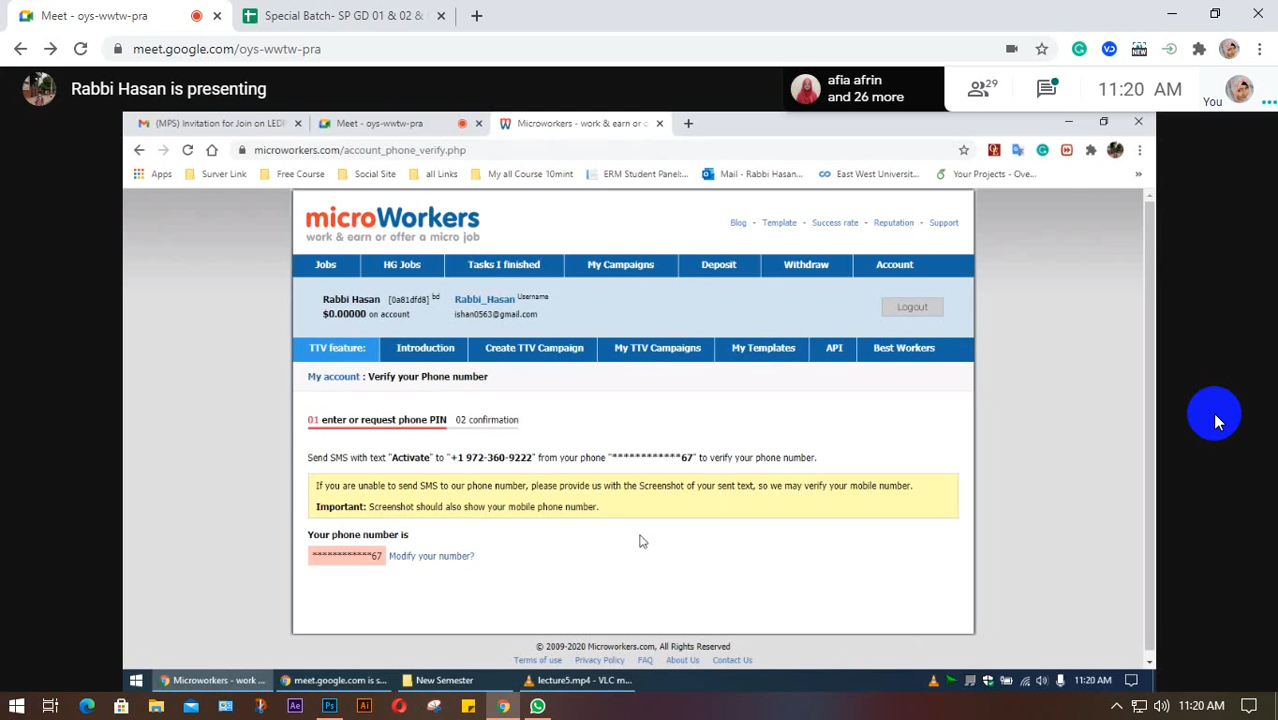 Meet - oys-wwtw-pra
Special Batch- SP GD 01 & 02 &
meet.google.com/oys-wwtw-pra
Rabbi Hasan is presenting
afia afrin
and 26 more
29
11:20 AM
You
(MPS) Invitation for Join on LEDP
Meet - oys-wwtw-pra
Microworkers - work & earn or o
microworkers.com/account_phone_verify.php
Apps
Surver Link
Free Course
Social Site
all Links
My all Course 10mint
ERM Student Panel:...
Mail - Rabbi Hasan...
East West Universit...
Your Projects - Ove...
microWorkers
work & earn or offer a micro job
Blog - Template - Success rate - Reputation - Support
Jobs
HG Jobs
Tasks I finished
My Campaigns
Deposit
Withdraw
Account
Rabbi Hasan [0a81dfd8] bd
Rabbi_Hasan Username
$0.00000 on account
ishan0563@gmail.com
Logout
TTV feature:
Introduction
Create TTV Campaign
My TTV Campaigns
My Templates
API
Best Workers
My account : Verify your Phone number
01 enter or request phone PIN 02 confirmation
Send SMS with text "Activate" to "+1 972-360-9222" from your phone "************67" to verify your phone number.
If you are unable to send SMS to our phone number, please provide us with the Screenshot of your sent text, so we may verify your mobile number.
Important: Screenshot should also show your mobile phone number.
Your phone number is
************67 Modify your number?
© 2009-2020 Microworkers.com, All Rights Reserved
Terms of use Privacy Policy FAQ About Us Contact Us
Microworkers - work ...
meet.google.com is s...
New Semester
lecture5.mp4 - VLC m...
11:20 AM
11:20 AM